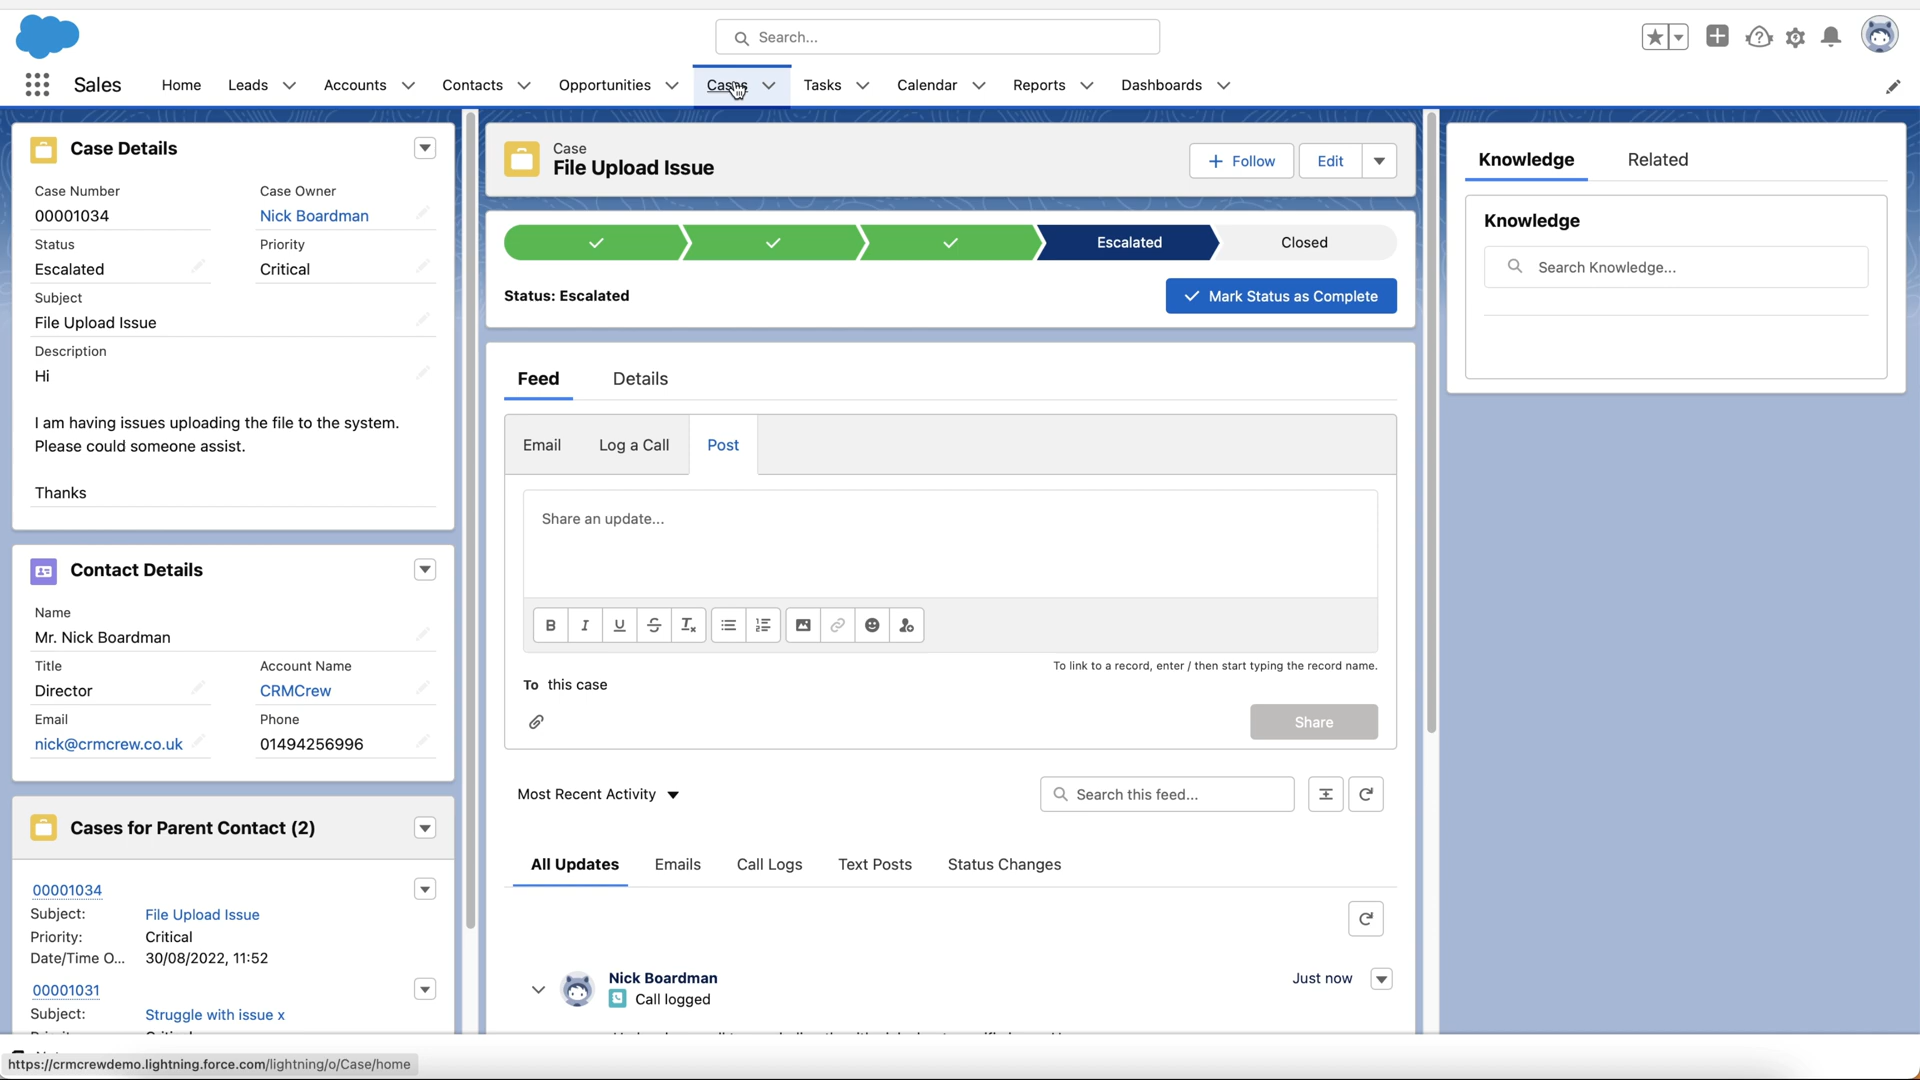 Search...
Sales
Home
Leads
Accounts
Contacts
Opportunities
Cases
Tasks
Calendar
Reports
Dashboards
Case Details
Case Number
Case Owner
00001034
Nick Boardman
Status
Priority
Escalated
Critical
Subject
File Upload Issue
Description
Hi
I am having issues uploading the file to the system.
Please could someone assist.
Thanks
Contact Details
Name
Mr. Nick Boardman
Title
Account Name
Director
CRMCrew
Email
Phone
nick@crmcrew.co.uk
01494256996
Cases for Parent Contact (2)
00001034
Subject: File Upload Issue
Priority: Critical
Date/Time O... 30/08/2022, 11:52
00001031
Subject: Struggle with issue x
Case
File Upload Issue
Follow
Edit
Escalated
Closed
Status: Escalated
Mark Status as Complete
Feed
Details
Email
Log a Call
Post
Share an update...
To link to a record, enter / then start typing the record name.
To this case
Share
Most Recent Activity
Search this feed...
All Updates
Emails
Call Logs
Text Posts
Status Changes
Nick Boardman
Just now
Call logged
Knowledge
Related
Knowledge
Search Knowledge...
https://crmcrewdemo.lightning.force.com/lightning/o/Case/home